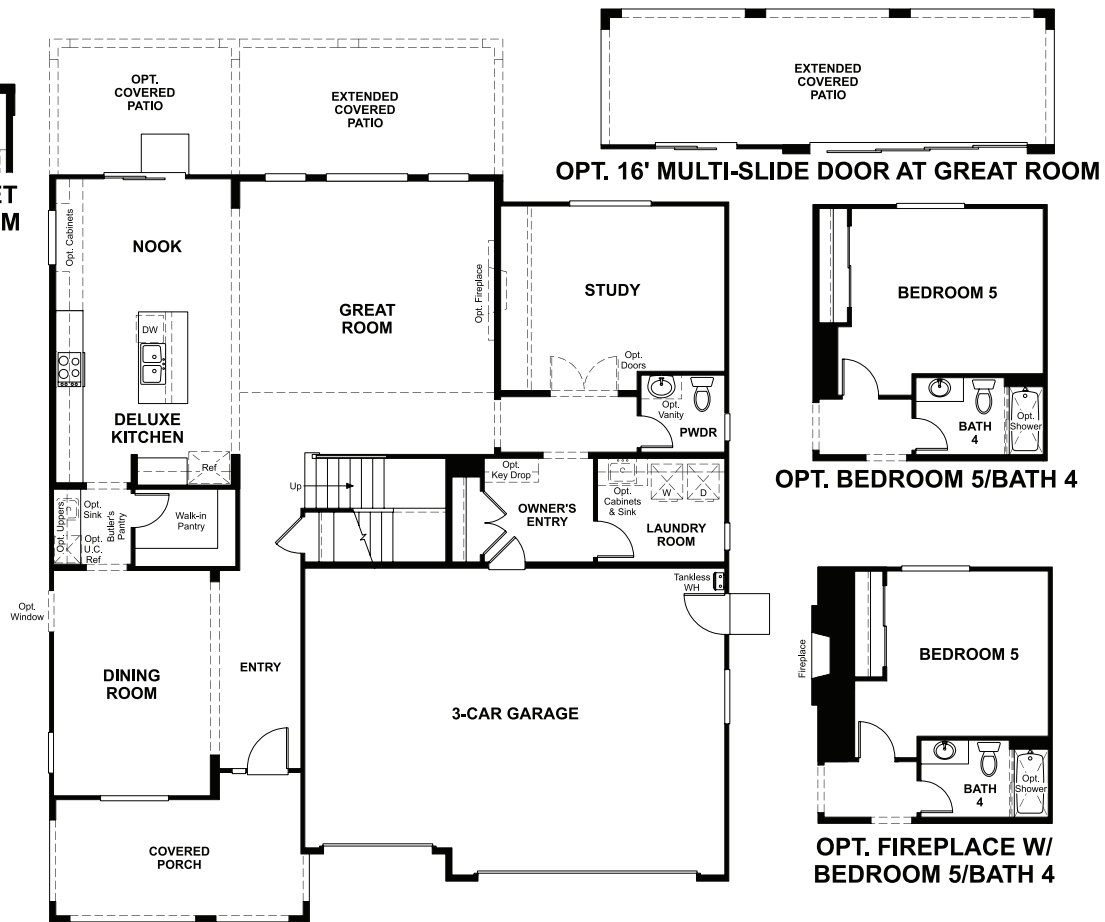 OPT.
COVERED
PATIO
EXTENDED
COVERED
PATIO
EXTENDED
COVERED
PATIO
OPT. 16' MULTI-SLIDE DOOR AT GREAT ROOM
Opt. Cabinets
NOOK
GREAT
ROOM
Opt. Fireplace
STUDY
Opt.
Doors
DW
DELUXE
KITCHEN
Ref
Opt.
Vanity
PWDR
BEDROOM 5
BATH
4
Opt.
Shower
OPT. BEDROOM 5/BATH 4
Up
Opt.
Key Drop
OWNER'S
ENTRY
Opt.
Cabinets
& Sink
W
D
LAUNDRY
ROOM
Opt. Uppers
Opt.
Sink
Opt.
U.C.
Ref
Butler's
Pantry
Walk-in
Pantry
Opt.
Window
DINING
ROOM
ENTRY
Tankless
WH
3-CAR GARAGE
COVERED
PORCH
Fireplace
BEDROOM 5
BATH
4
Opt.
Shower
OPT. FIREPLACE W/
BEDROOM 5/BATH 4